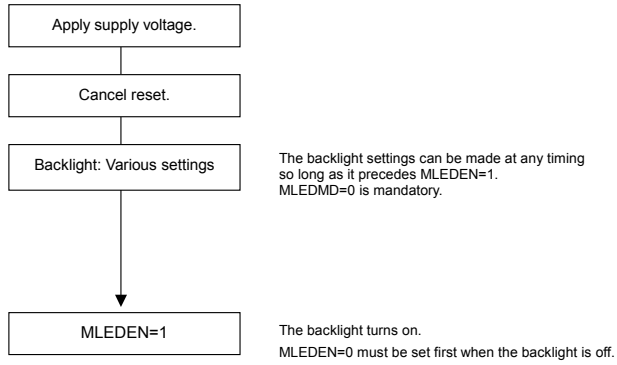 Apply supply voltage.
Cancel reset.
Backlight: Various settings
The backlight settings can be made at any timing
so long as it precedes MLEDEN=1.
MLEDMD=0 is mandatory.
MLEDEN=1
The backlight turns on.
MLEDEN=0 must be set first when the backlight is off.